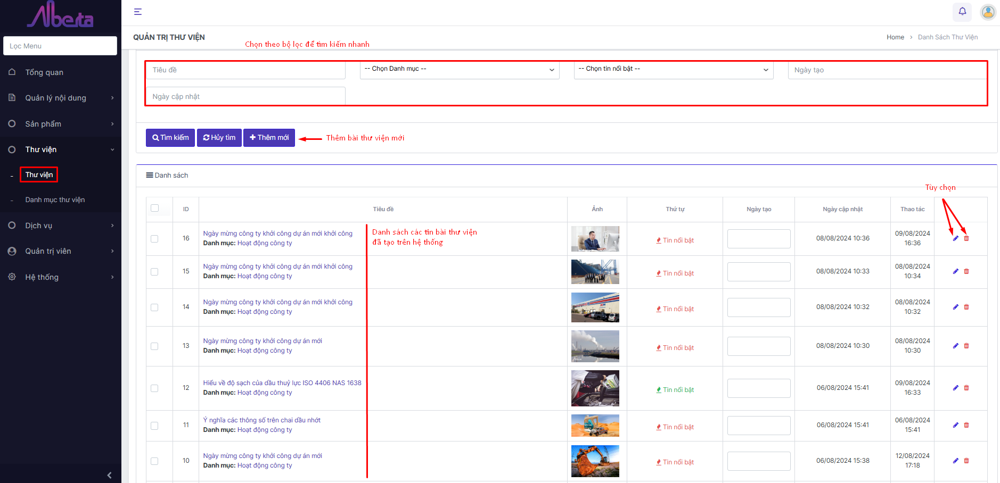 Alberta
Lọc Menu
Tổng quan
Quản lý nội dung
Sản phẩm
Thư viện
- Thư viện
- Danh mục thư viện
Dịch vụ
Quản trị viên
Hệ thống
QUẢN TRỊ THƯ VIỆN
Home > Danh Sách Thư Viện
Chọn theo bộ lọc để tìm kiếm nhanh
Tiêu đề
-- Chọn Danh mục --
-- Chọn tin nổi bật --
Ngày tạo
Ngày cập nhật
Tìm kiếm
Hủy tìm
Thêm mới
Thêm bài thư viện mới
Danh sách
Tùy chọn
ID Tiêu đề Ảnh Thứ tự Ngày tạo Ngày cập nhật Thao tác
Danh sách các tin bài thư viện
đã tạo trên hệ thống
16 Ngày mừng công ty khởi công dự án mới khởi công Tin nổi bật 08/08/2024 10:36 09/08/2024
Danh mục: Hoạt động công ty 16:36
15 Ngày mừng công ty khởi công dự án mới khởi công Tin nổi bật 08/08/2024 10:33 08/08/2024
Danh mục: Hoạt động công ty 10:34
14 Ngày mừng công ty khởi công dự án mới khởi công Tin nổi bật 08/08/2024 10:32 08/08/2024
Danh mục: Hoạt động công ty 10:32
13 Ngày mừng công ty khởi công dự án mới Tin nổi bật 08/08/2024 10:30 08/08/2024
Danh mục: Hoạt động công ty 10:30
12 Hiểu về độ sạch của dầu thuỷ lực ISO 4406 NAS 1638 Tin nổi bật 06/08/2024 15:41 09/08/2024
Danh mục: Hoạt động công ty 16:33
11 Ý nghĩa các thông số trên chai dầu nhớt Tin nổi bật 06/08/2024 15:41 06/08/2024
Danh mục: Hoạt động công ty 15:41
10 Ngày mừng công ty khởi công dự án mới Tin nổi bật 06/08/2024 15:38 12/08/2024
Danh mục: Hoạt động công ty 17:18